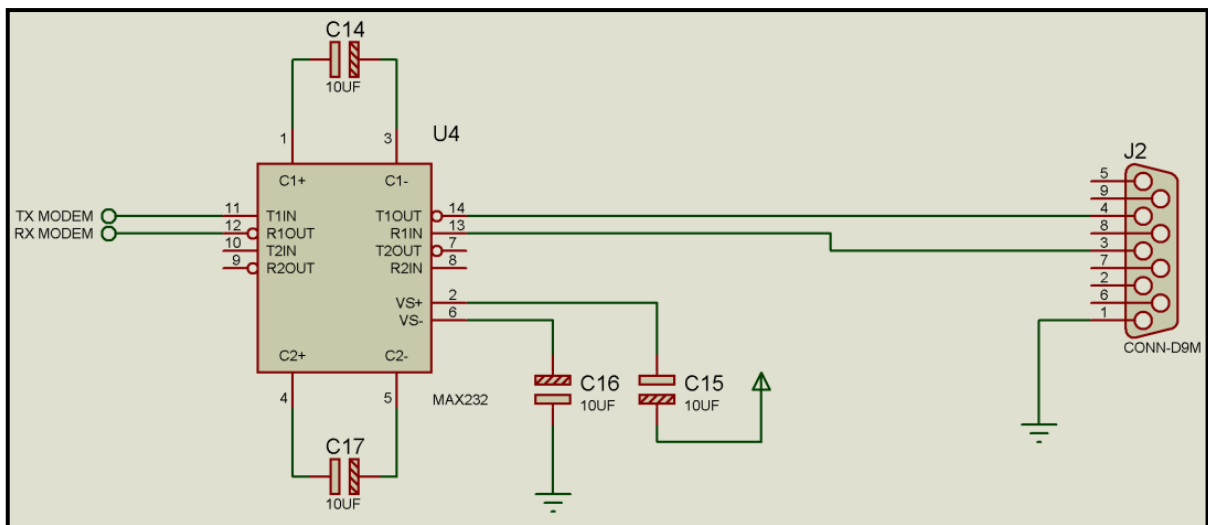 C14
10UF
1
3
U4
C1+
C1-
J2
5
9
TX MODEM
11
T1IN
T1OUT
14
4
RX MODEM
12
R1OUT
R1IN
13
8
10
T2IN
T2OUT
7
3
9
R2OUT
R2IN
8
7
2
VS+
2
6
VS-
6
1
C2+
C2-
CONN-D9M
C16
10UF
C15
10UF
4
5
MAX232
C17
10UF